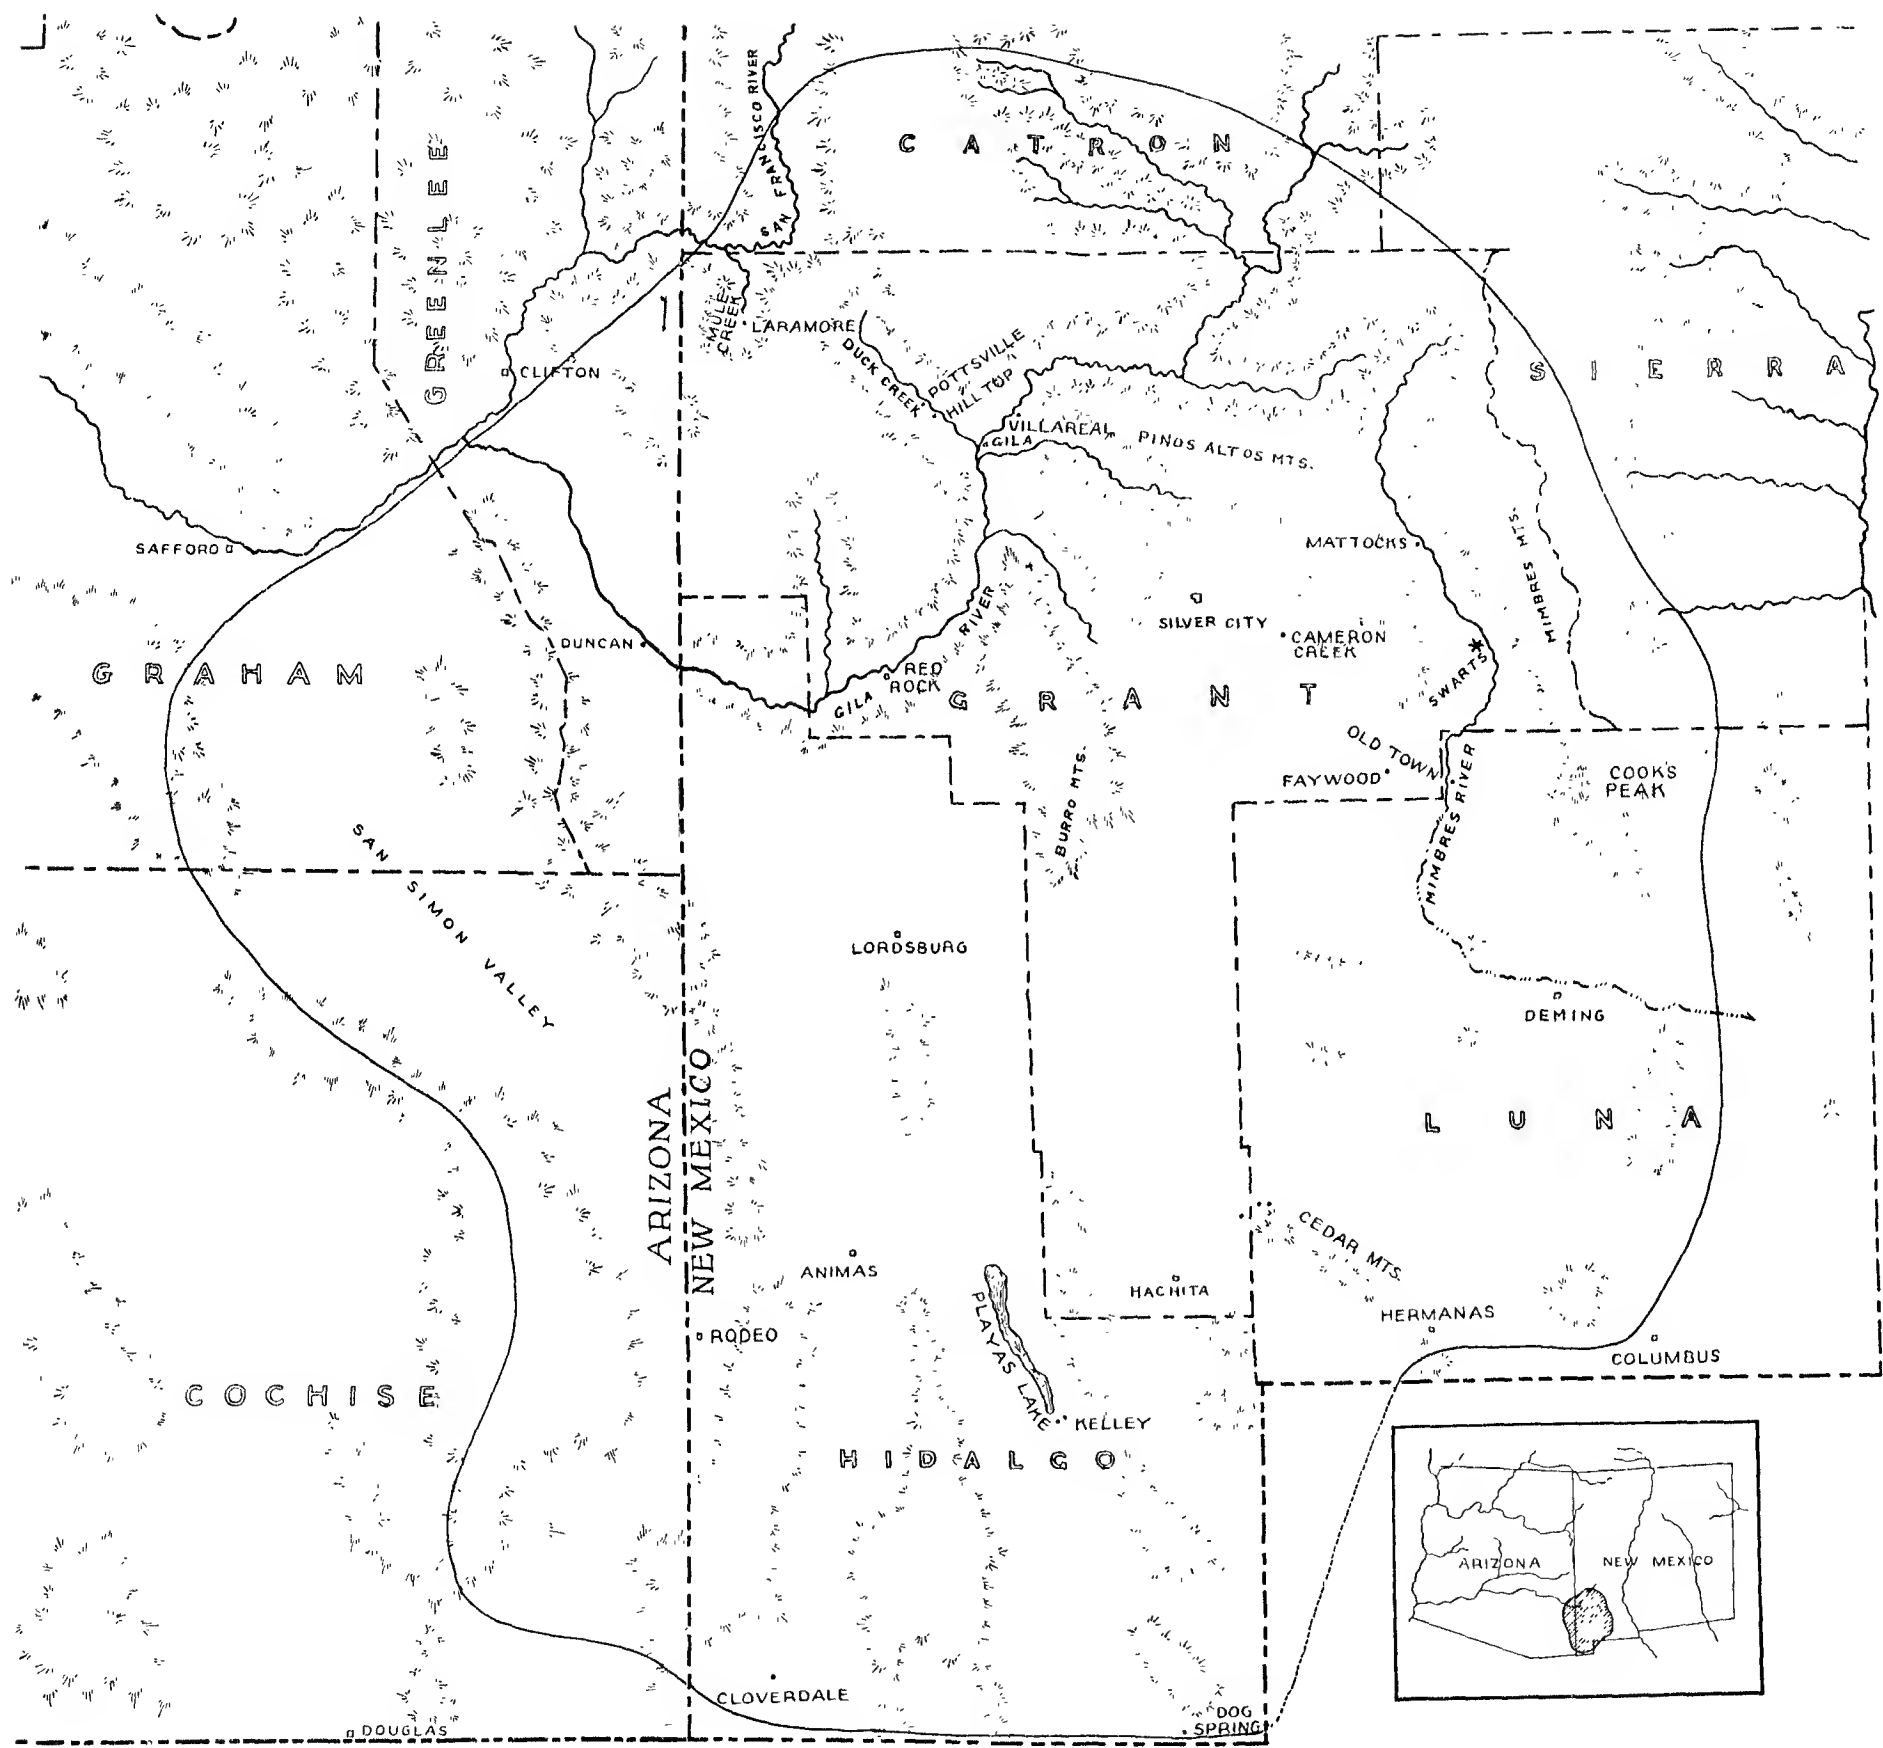 SAN FRANCISCO RIVER
CATRON
GREENLEE
MULE
CREEK
LARAMORE
DUCK CREEK
POTTSVILLE
HILL TOP
CLIFTON
SIERRA
VILLAREAL
GILA
PINOS ALTOS MTS.
SAFFORD
MATTOCKS
MIMBRES MTS.
SILVER CITY
CAMERON
CREEK
DUNCAN
GRAHAM
RED
ROCK
GILA RIVER
SWARTS
GRANT
OLD TOWN
FAYWOOD
MIMBRES RIVER
COOK'S
PEAK
BURRO MTS.
SAN SIMON VALLEY
LORDSBURG
DEMING
LUNA
ARIZONA
NEW MEXICO
CEDAR MTS.
ANIMAS
HACHITA
HERMANAS
RODEO
PLAYAS LAKE
COLUMBUS
COCHISE
KELLEY
HIDALGO
ARIZONA
NEW MEXICO
CLOVERDALE
DOG
SPRING
DOUGLAS